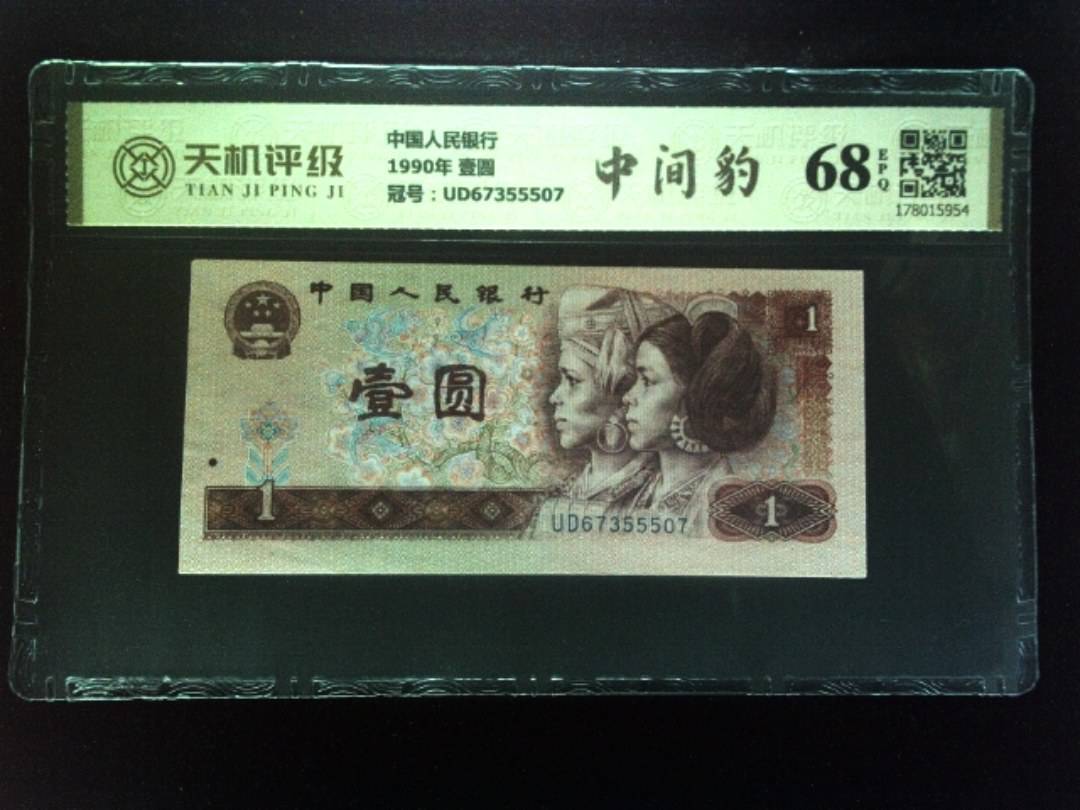 天机评级
TIAN JI PING JI
中国人民银行
1990年 壹圆
冠号：UD67355507
中间豹
68
EPQ
178015954
中国人民银行
1
壹圆
1
UD67355507
1